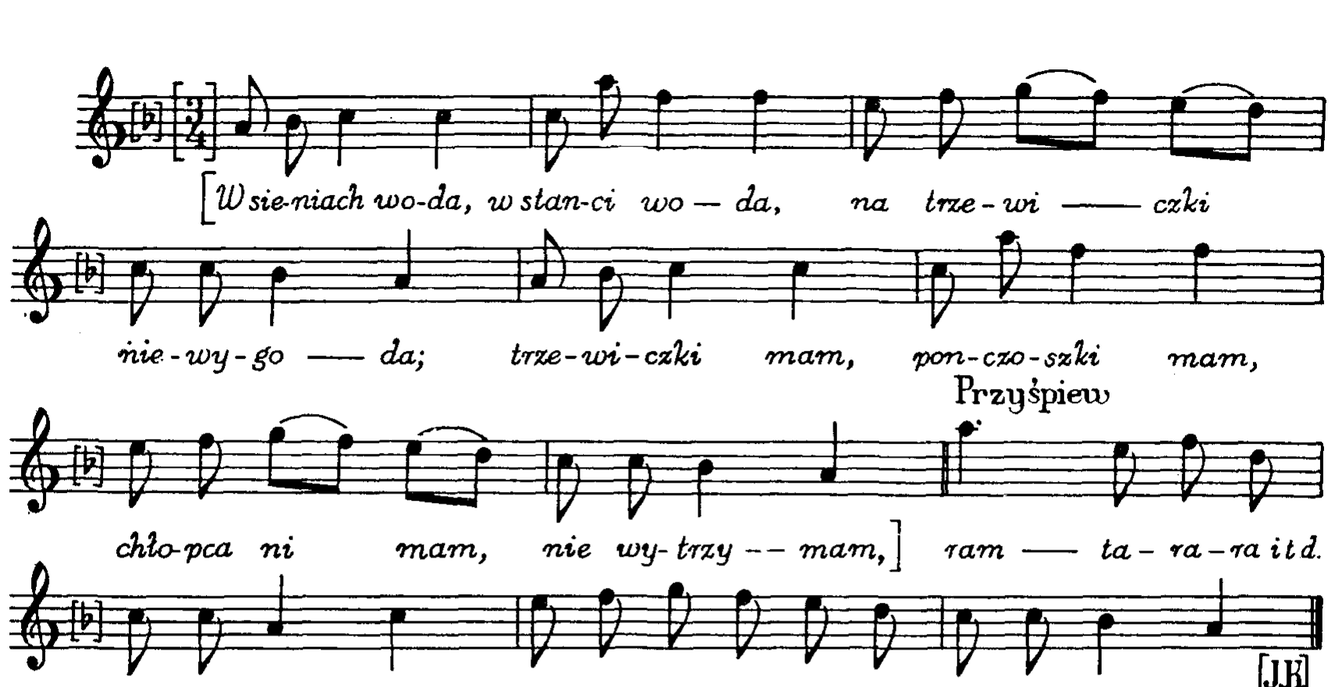 [W sie-niach wo-da, w stan-ci wo — da, na trze-wi — czki
nie-wy-go — da; trze-wi-czki mam, pon-czo-szki mam,
Przyśpiew
chło-pca ni mam, nie wy-trzy -- mam,] ram — ta-ra-ra itd.
[J.K]